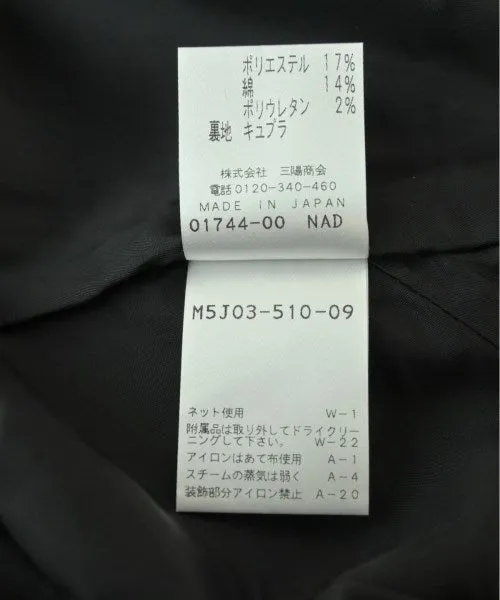 ポリエステル 17%
綿 14%
ポリウレタン 2%
裏地 キュプラ
株式会社 三陽商会
電話0120-340-460
MADE IN JAPAN
01744-00 NAD
M5J03-510-09
ネット使用 W-1
附属品は取り外してドライクリー
ニングして下さい。 W-22
アイロンはあて布使用 A-1
スチームの蒸気は弱く A-4
装飾部分アイロン禁止 A-20